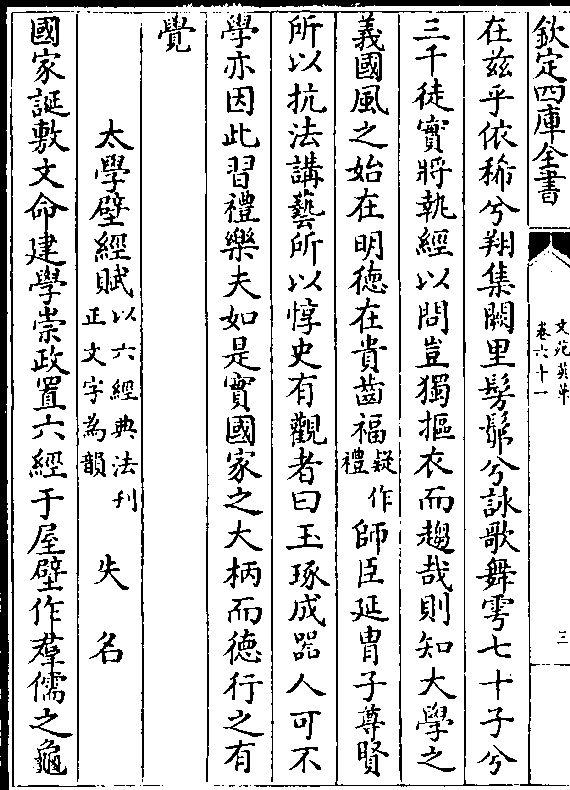 欽定四庫全書
文苑英華
卷六十一
三
在兹乎依稀兮翔集闕里髣髴兮詠歌舞雩七十子兮
三千徒實將執經以問豈獨摳衣而趨哉則知大學之
義國風之始在明德在貴齒福疑作禮師臣延胄子尊賢
所以抗法講藝所以惇史有觀者曰玉琢成器人可不
學亦因此習禮樂夫如是實國家之大柄而德行之有
覺
太學壁經賦以六經典法刋正文字為韻 失名
國家誕敷文命建學崇政置六經于屋壁作羣儒之龜